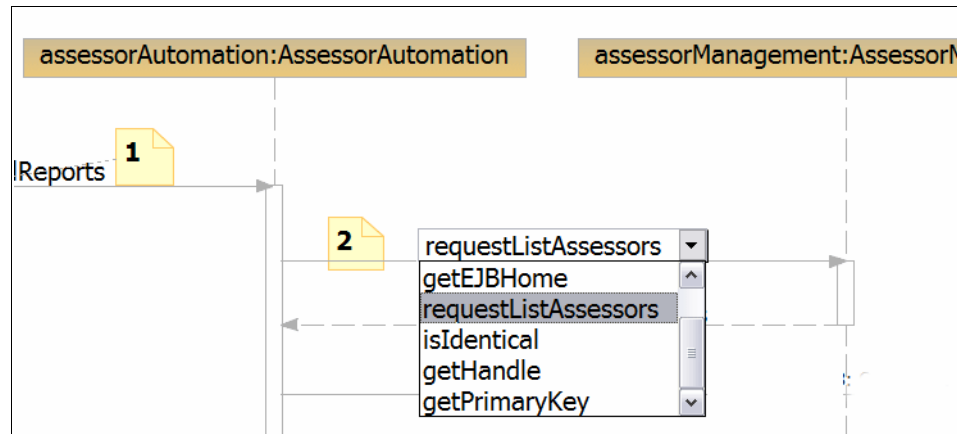 assessorAutomation:AssessorAutomation
assessorManagement:AssessorM
1
Reports
2
requestListAssessors
getEJBHome
requestListAssessors
isIdentical
getHandle
getPrimaryKey